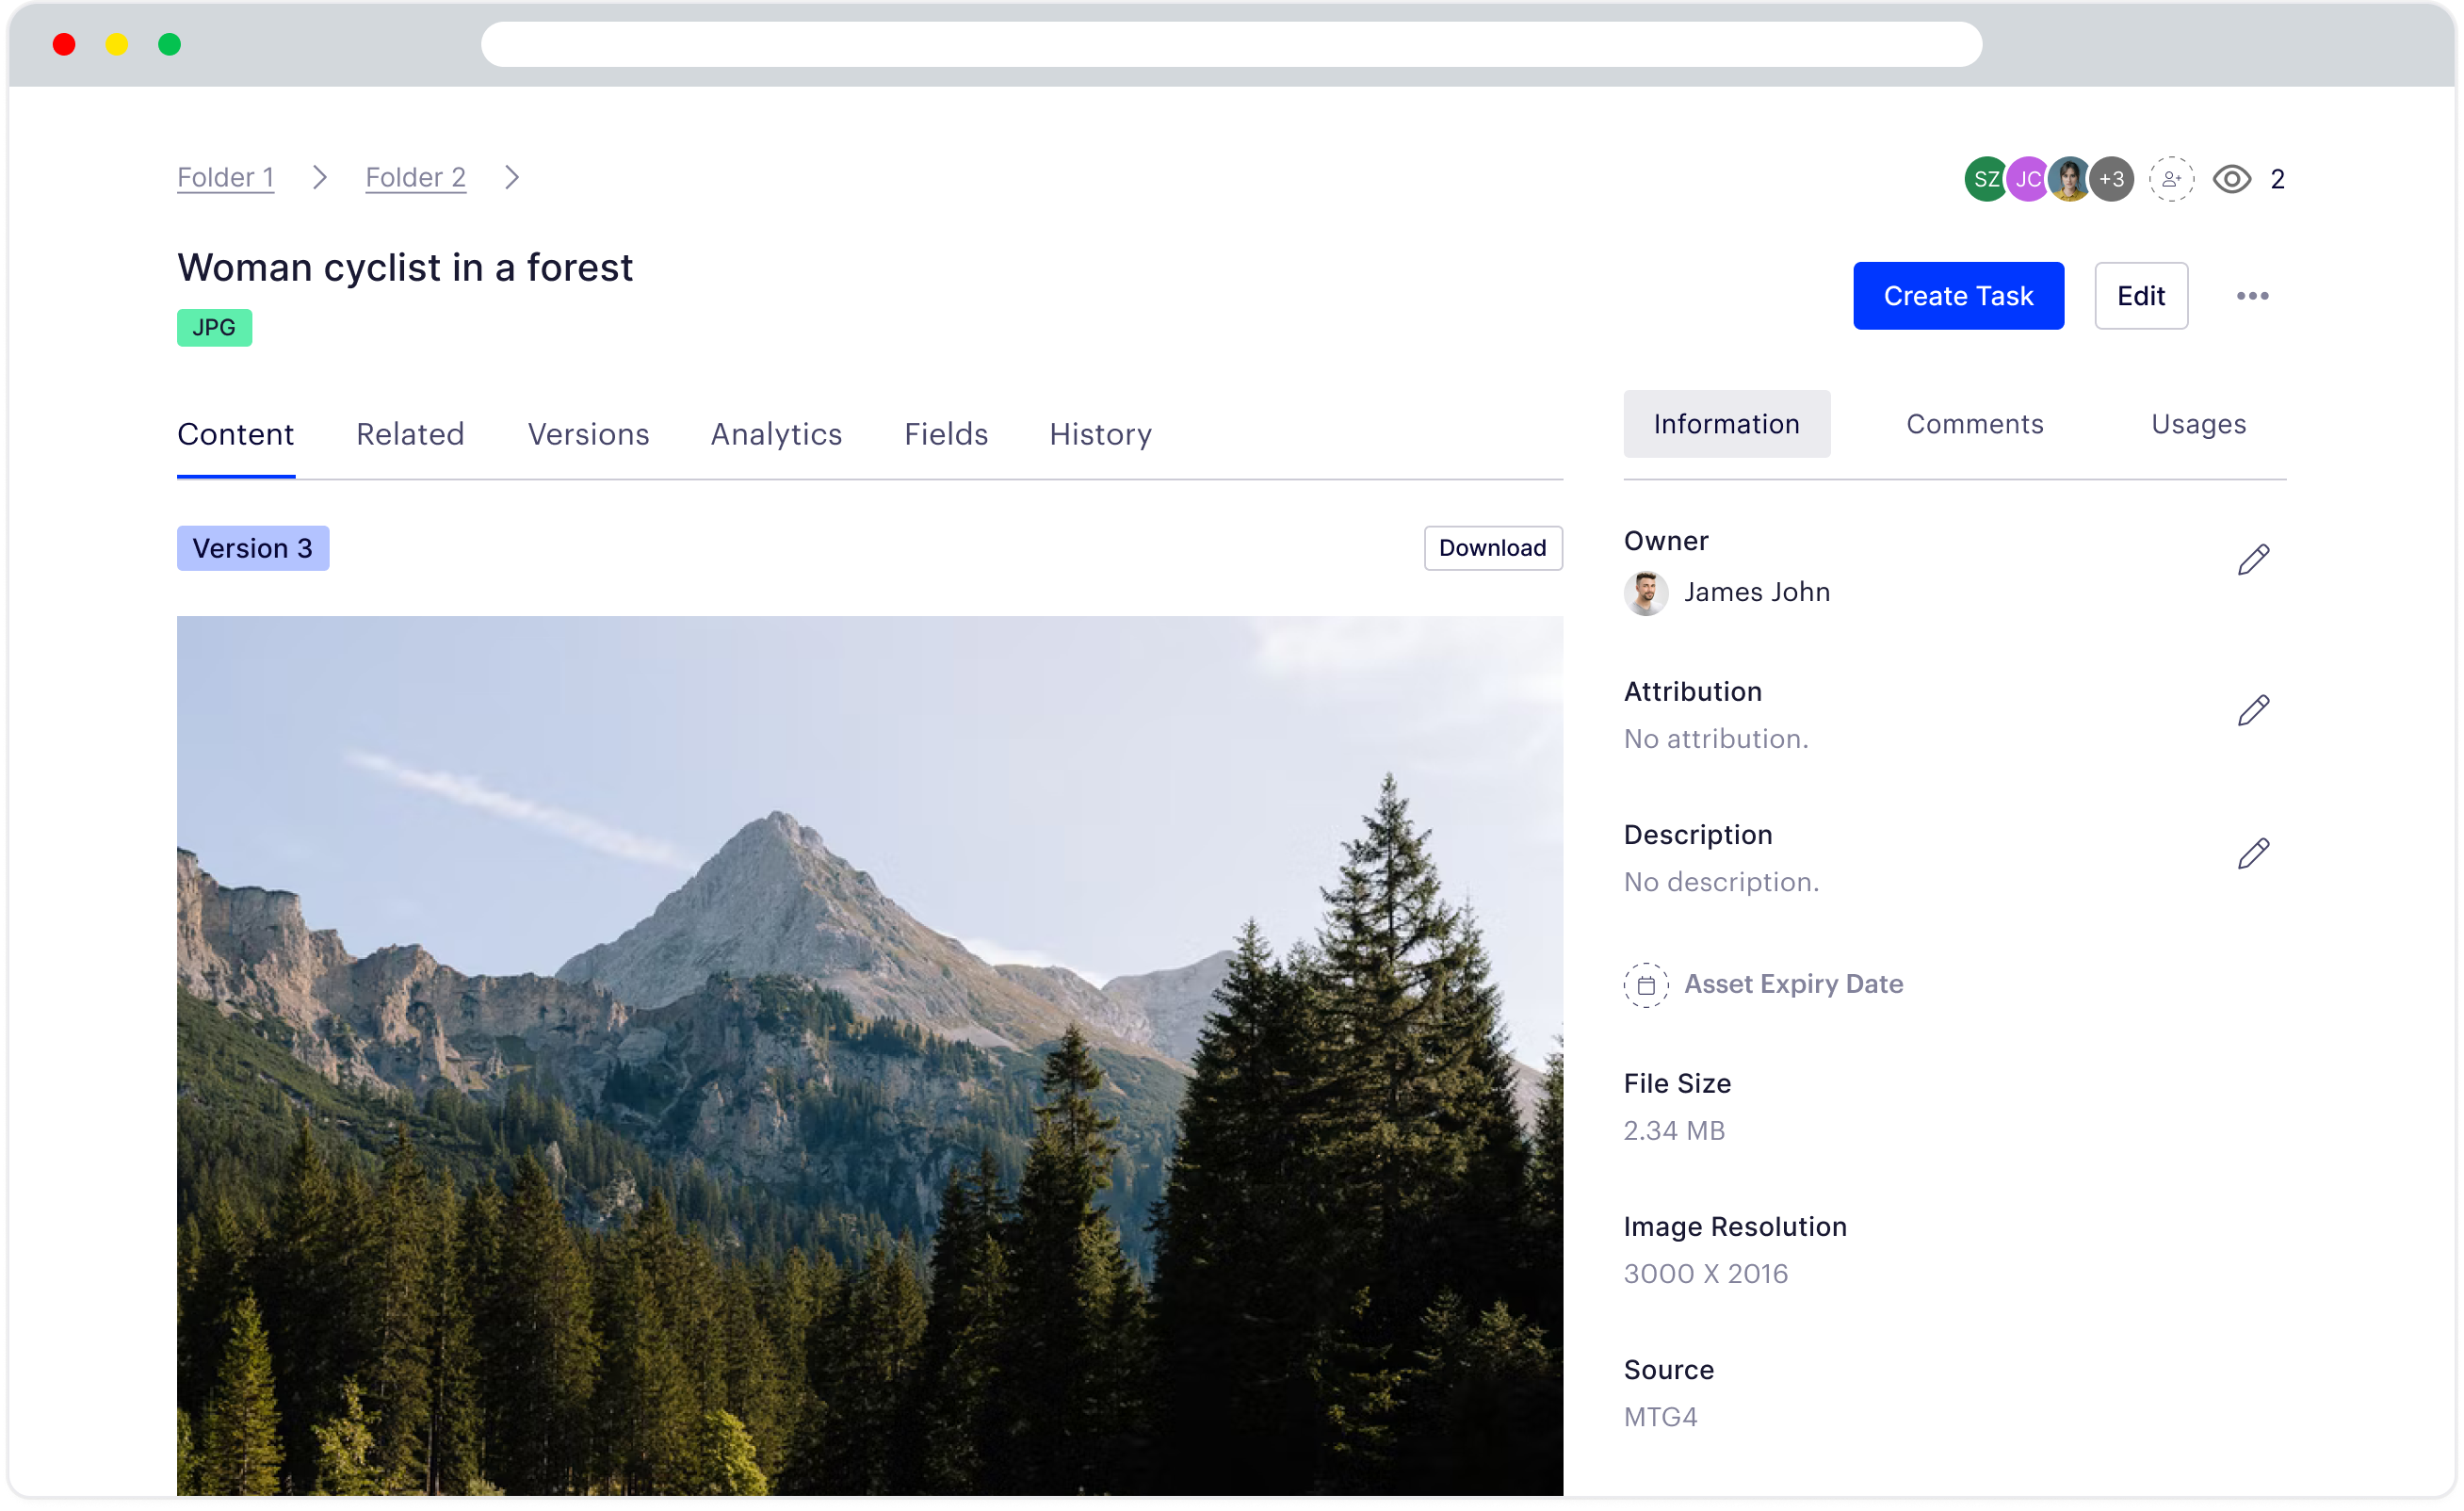 Folder 1 Folder 2
SZ JC +3 2
Woman cyclist in a forest
JPG
Create Task Edit
Content Related Versions Analytics Fields History
Information Comments Usages
Version 3 Download
Owner
James John
Attribution
No attribution.
Description
No description.
Asset Expiry Date
File Size
2.34 MB
Image Resolution
3000 X 2016
Source
MTG4